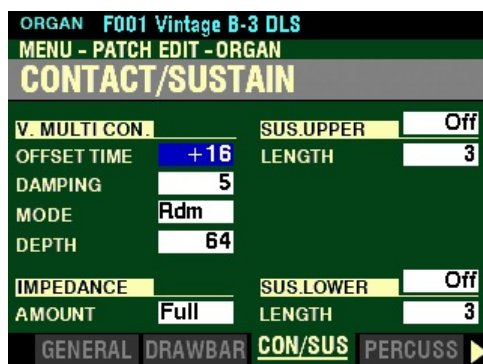 ORGAN F001 Vintage B-3 DLS
MENU - PATCH EDIT - ORGAN
CONTACT/SUSTAIN
V. MULTI CON.
OFFSET TIME +16
DAMPING 5
MODE Rdm
DEPTH 64
IMPEDANCE
AMOUNT Full
SUS.UPPER Off
LENGTH 3
SUS.LOWER Off
LENGTH 3
GENERAL DRAWBAR CON/SUS PERCUSS